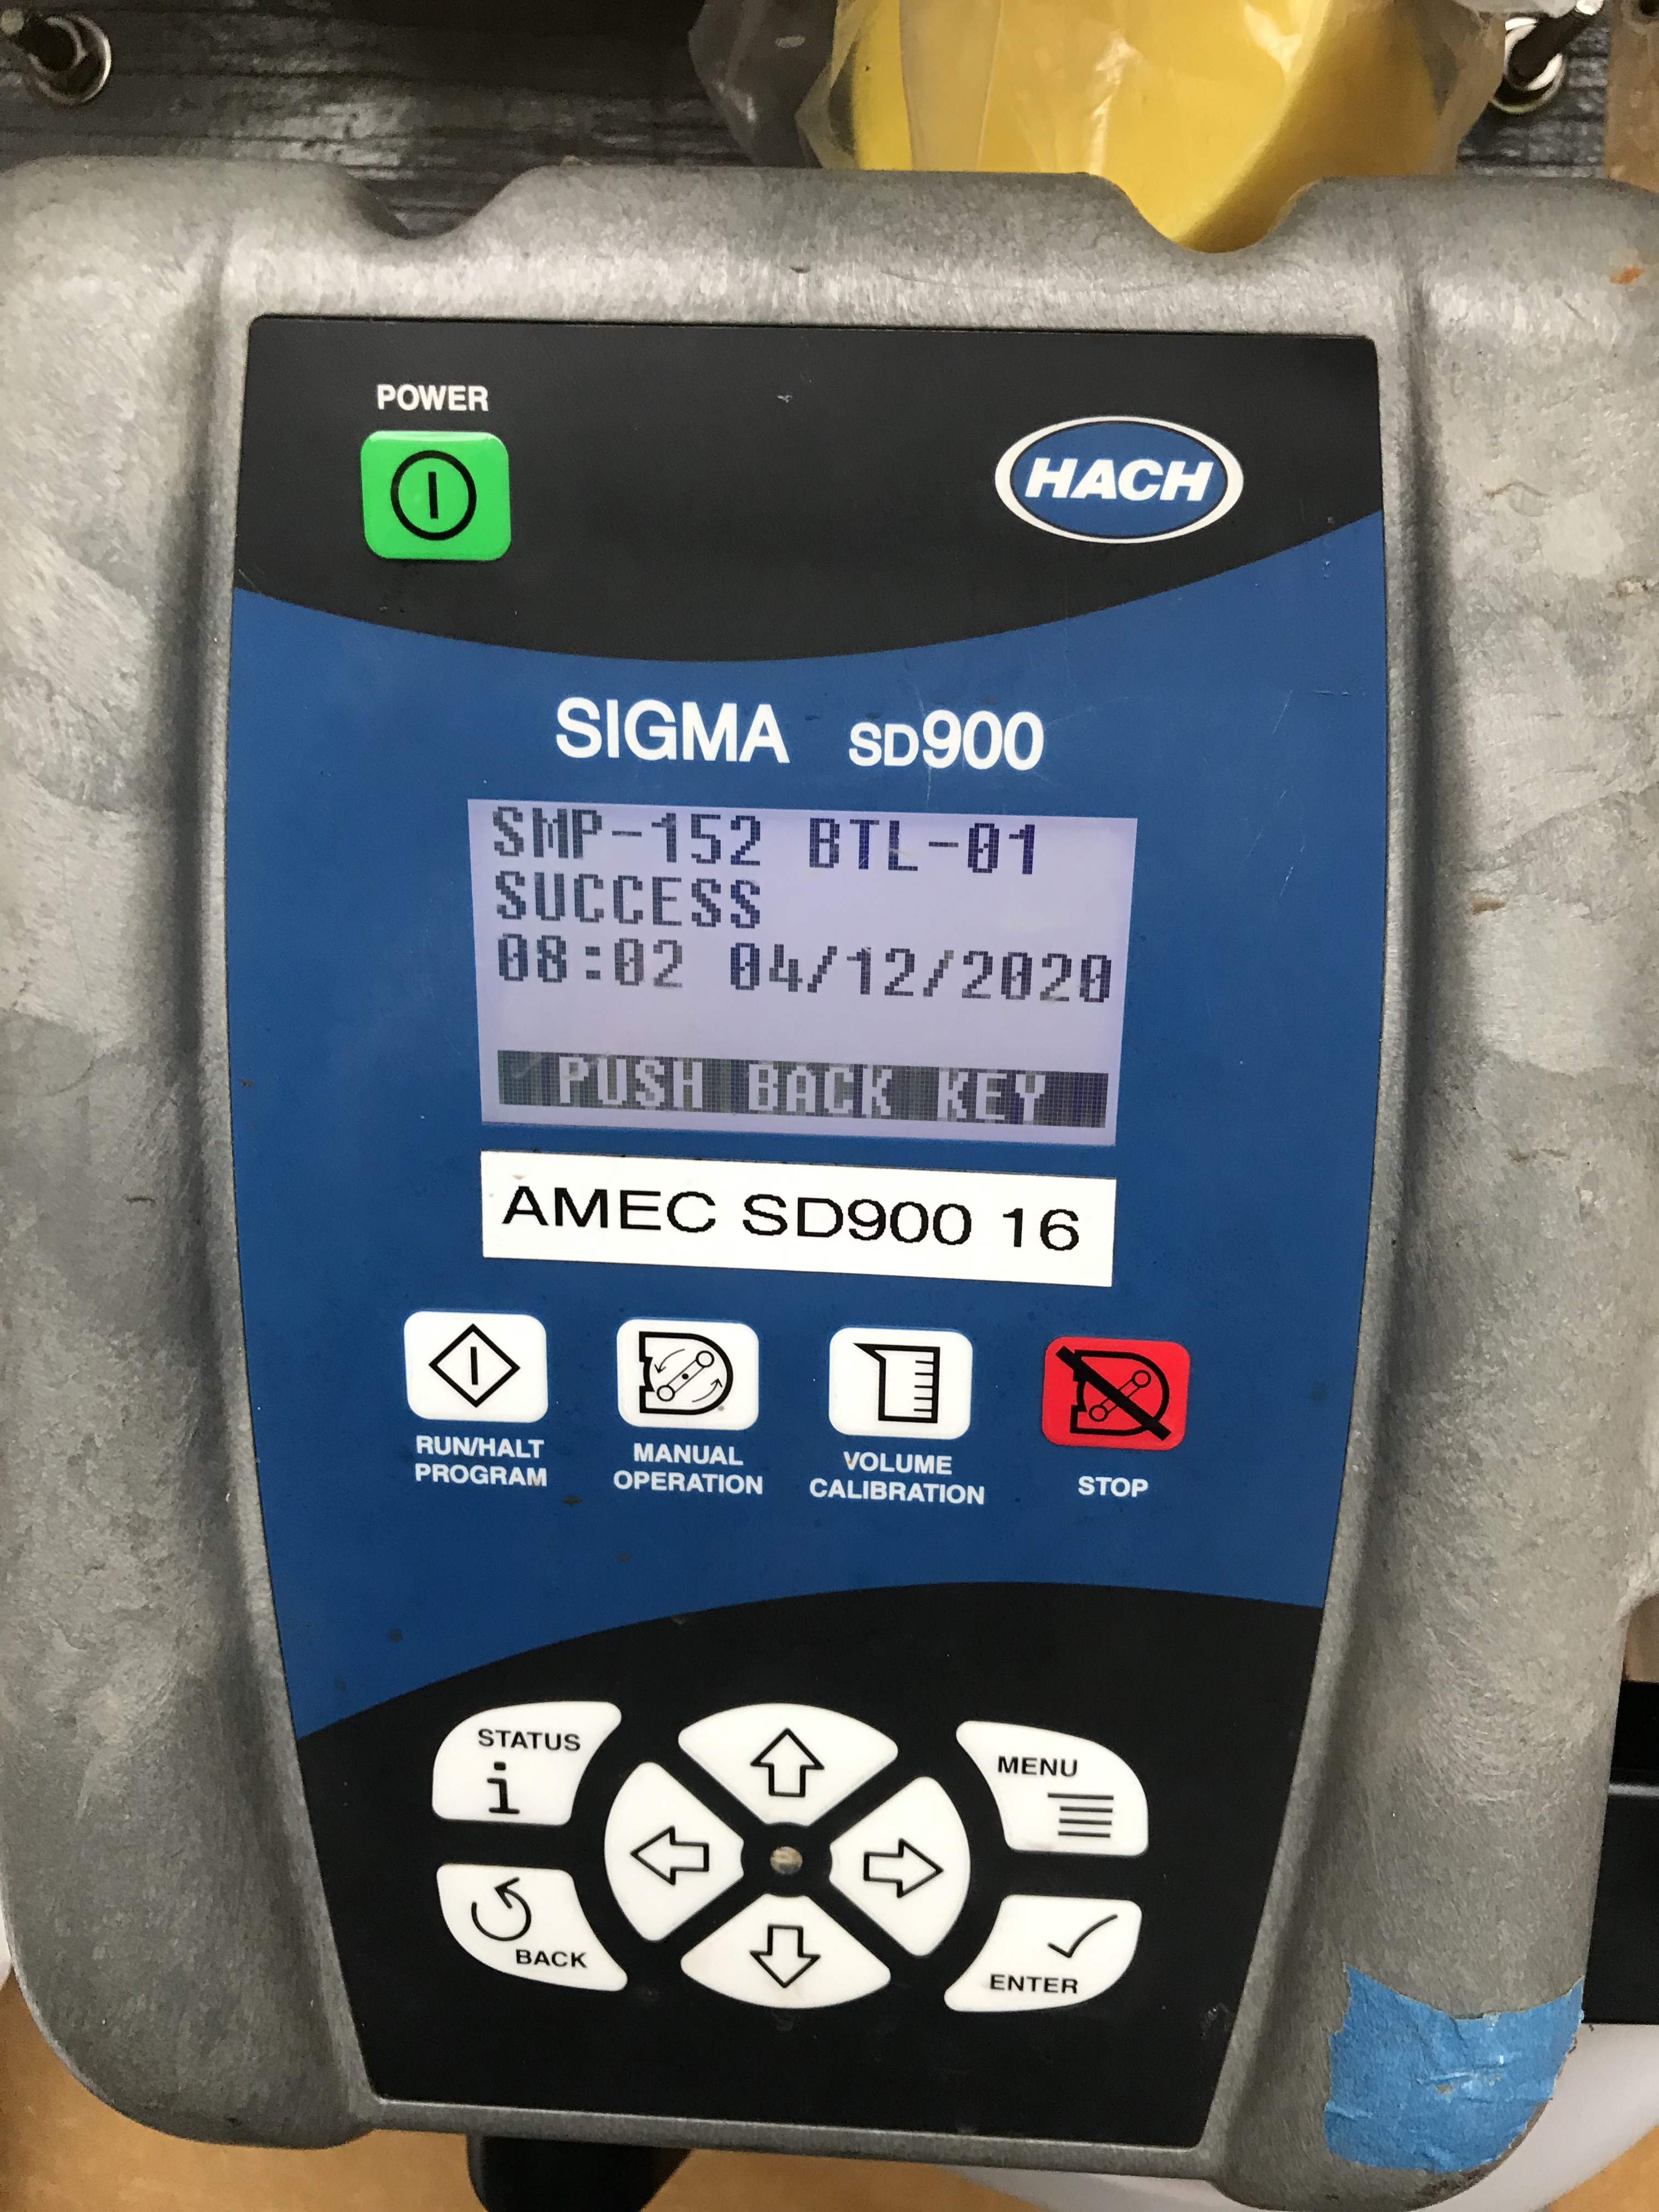 POWER
HACH
SIGMA SD900
SMP-152 BTL-01
SUCCESS
08:02 04/12/2020
PUSH BACK KEY
AMEC SD900 16
RUN/HALT
PROGRAM
MANUAL
OPERATION
VOLUME
CALIBRATION
STOP
STATUS
i
MENU
BACK
ENTER